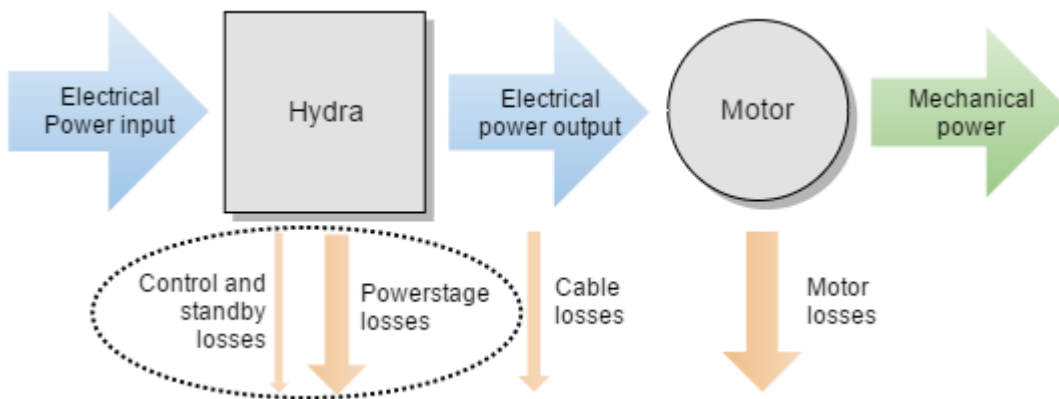 Electrical
Power input
Hydra
Electrical
power output
Motor
Mechanical
power
Control and
standby
losses
Powerstage
losses
Cable
losses
Motor
losses